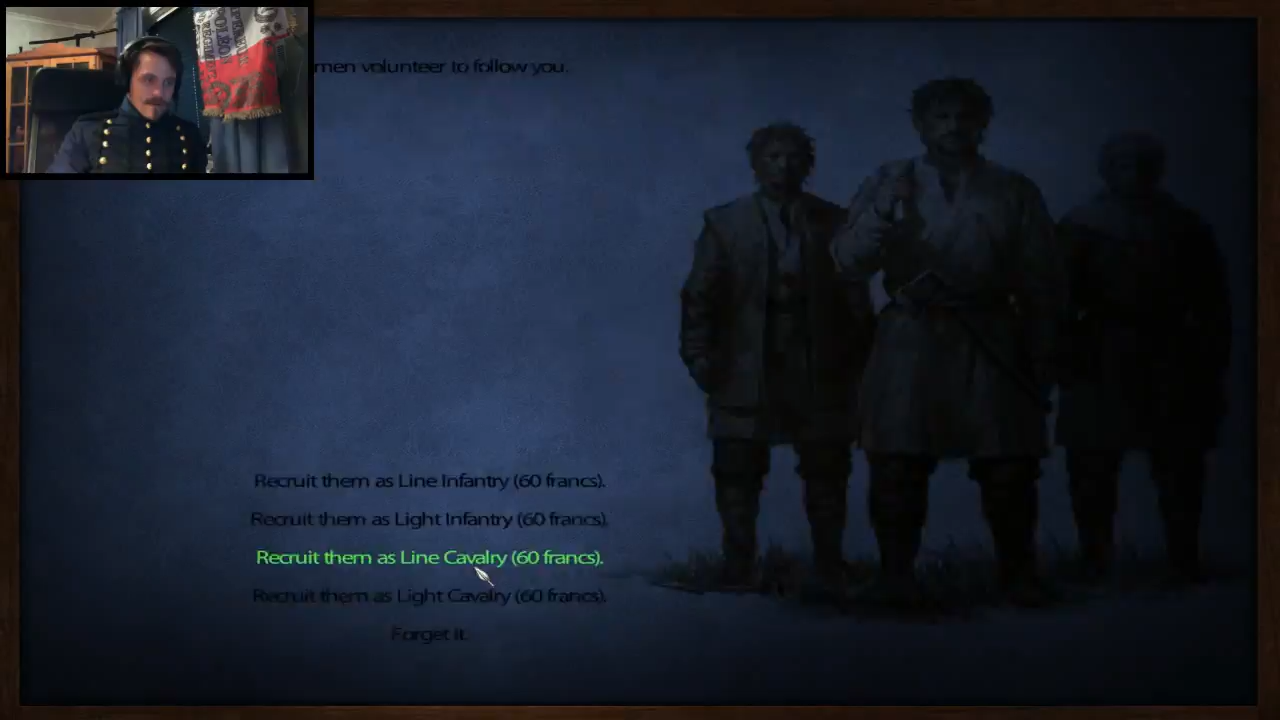 men volunteer to follow you.
Recruit them as Line Infantry (60 francs).
Recruit them as Light Infantry (60 francs).
Recruit them as Line Cavalry (60 francs).
Recruit them as Light Cavalry (60 francs).
Forget it.